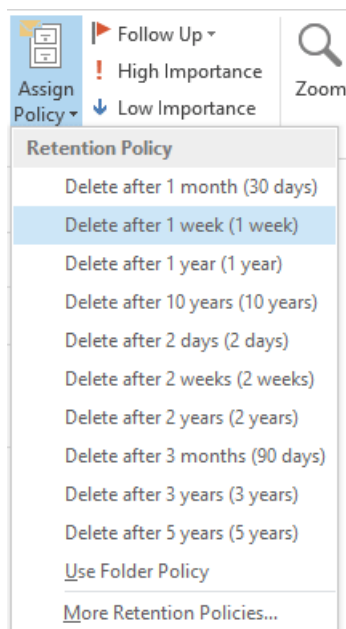 Follow Up
High Importance
Low Importance
Assign
Policy
Zoom
Retention Policy
Delete after 1 month (30 days)
Delete after 1 week (1 week)
Delete after 1 year (1 year)
Delete after 10 years (10 years)
Delete after 2 days (2 days)
Delete after 2 weeks (2 weeks)
Delete after 2 years (2 years)
Delete after 3 months (90 days)
Delete after 3 years (3 years)
Delete after 5 years (5 years)
Use Folder Policy
More Retention Policies...